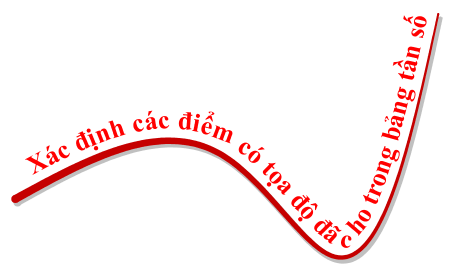 Xác định các điểm có tọa độ đã cho trong bảng tần số